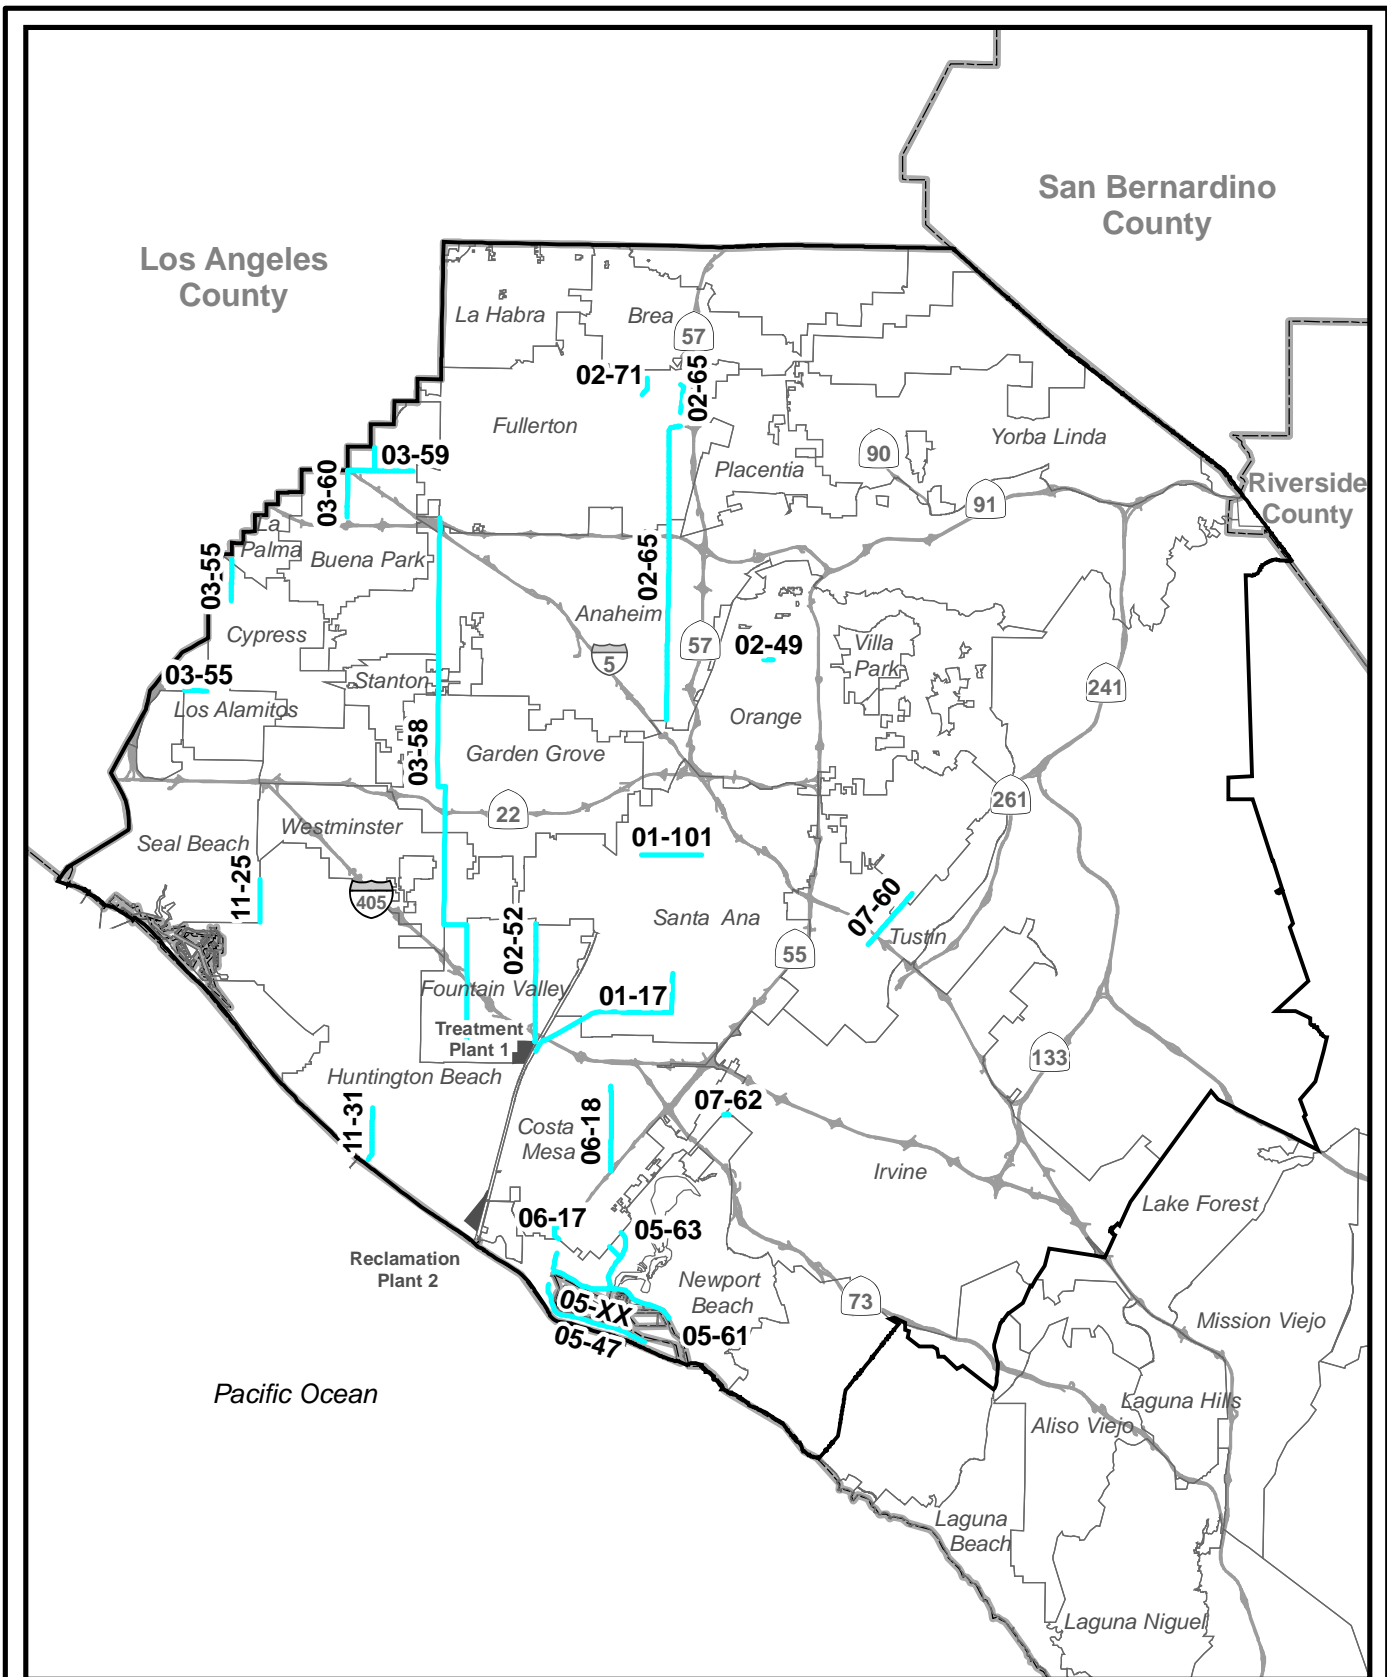 San Bernardino
County
Los Angeles
County
La Habra
Brea
57
02-71
02-65
Fullerton
Yorba Linda
03-59
90
Placentia
03-60
91
Riverside
County
La
Palma
Buena Park
03-55
02-65
Anaheim
Cypress
57
02-49
Villa
Park
5
03-55
Stanton
241
Los Alamitos
Orange
03-58
Garden Grove
261
22
Westminster
01-101
Seal Beach
11-25
405
07-60
Santa Ana
02-52
Tustin
55
Fountain Valley
01-17
Treatment
Plant 1
133
Huntington Beach
07-62
11-31
06-18
Costa
Mesa
Irvine
Lake Forest
06-17
05-63
Reclamation
Plant 2
Newport
Beach
05-XX
73
05-47
05-61
Mission Viejo
Pacific Ocean
Laguna Hills
Aliso Viejo
Laguna
Beach
Laguna Niguel